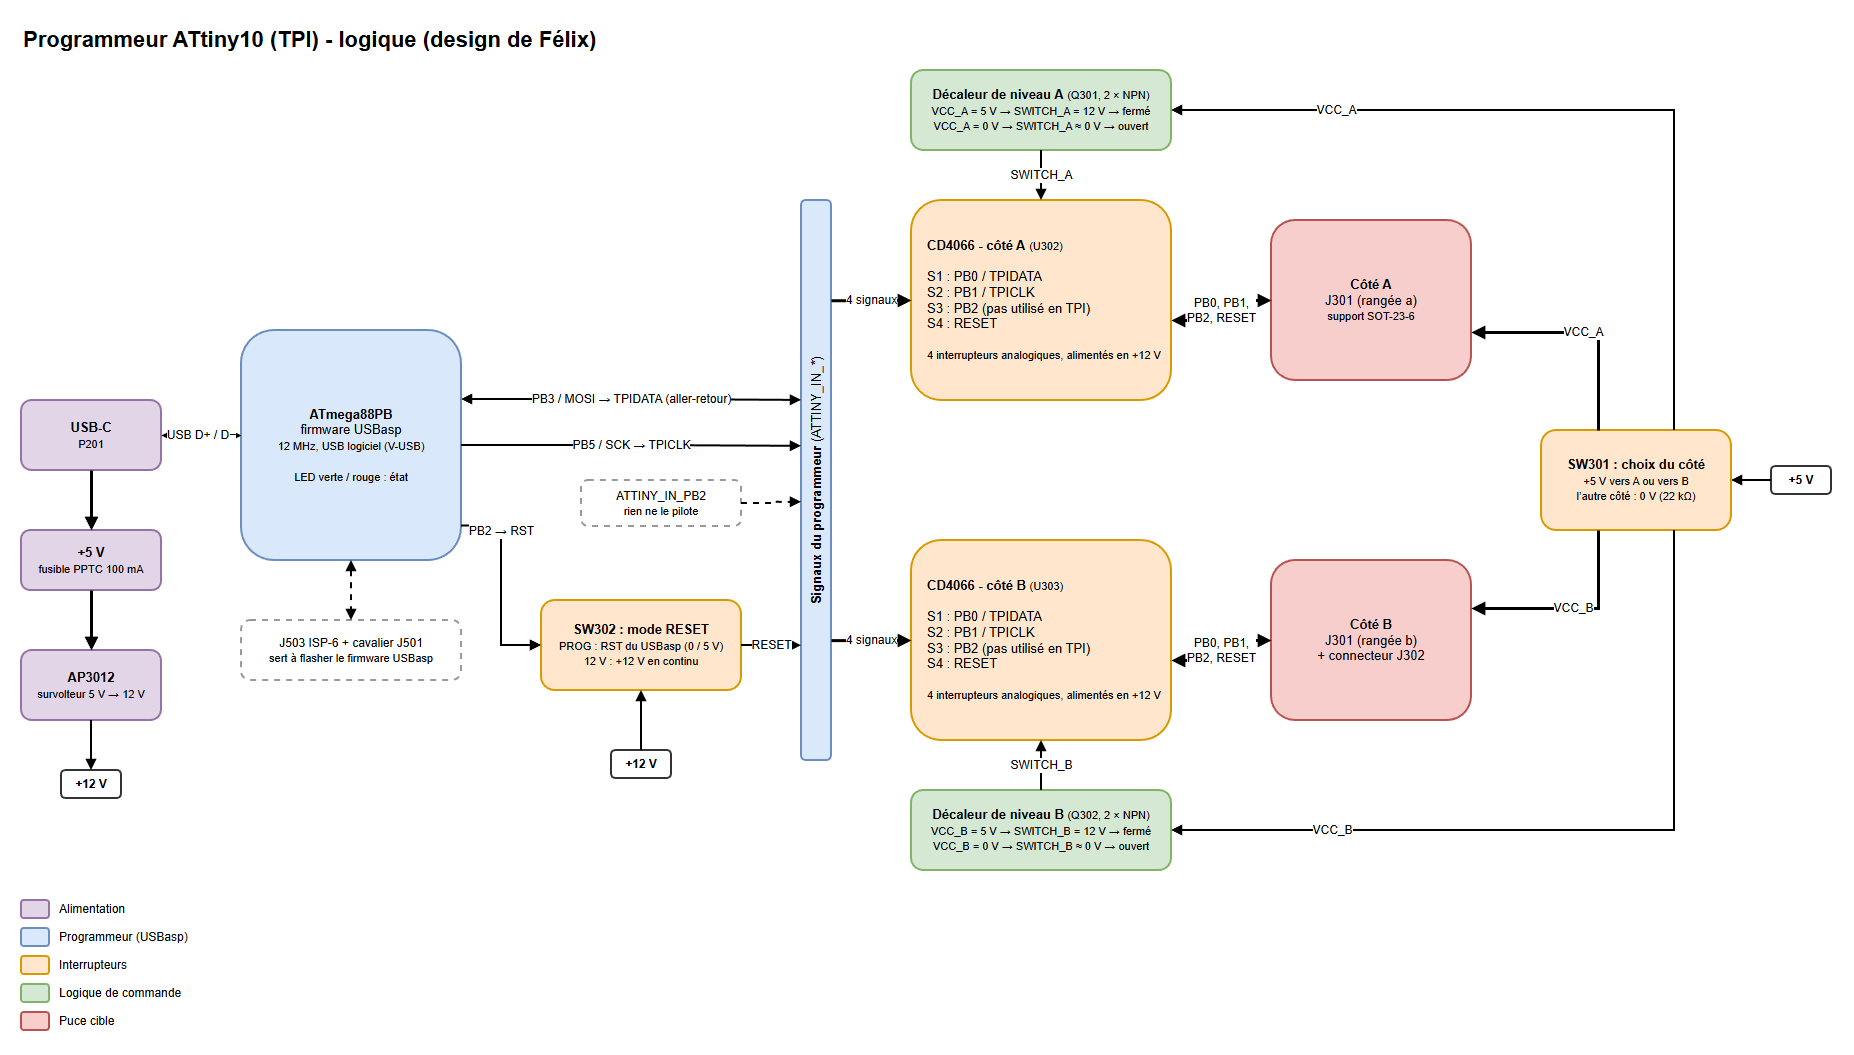 Programmeur ATtiny10 (TPI) - logique (design de Félix)
Décaleur de niveau A (Q301, 2 × NPN)
VCC_A = 5 V → SWITCH_A = 12 V → fermé
VCC_A = 0 V → SWITCH_A ≈ 0 V → ouvert
VCC_A
SWITCH_A
CD4066 - côté A (U302)
S1 : PB0 / TPIDATA
S2 : PB1 / TPICLK
S3 : PB2 (pas utilisé en TPI)
S4 : RESET
4 interrupteurs analogiques, alimentés en +12 V
4 signaux
PB0, PB1,
PB2, RESET
Côté A
J301 (rangée a)
support SOT-23-6
VCC_A
USB-C
P201
USB D+ / D-
ATmega88PB
firmware USBasp
12 MHz, USB logiciel (V-USB)
LED verte / rouge : état
PB3 / MOSI → TPIDATA (aller-retour)
PB5 / SCK → TPICLK
ATTINY_IN_PB2
rien ne le pilote
PB2 → RST
Signaux du programmeur (ATTINY_IN_*)
SW301 : choix du côté
+5 V vers A ou vers B
l'autre côté : 0 V (22 kΩ)
+5 V
+5 V
fusible PPTC 100 mA
AP3012
survolteur 5 V → 12 V
+12 V
J503 ISP-6 + cavalier J501
sert à flasher le firmware USBasp
SW302 : mode RESET
PROG : RST du USBasp (0 / 5 V)
12 V : +12 V en continu
RESET
+12 V
CD4066 - côté B (U303)
S1 : PB0 / TPIDATA
S2 : PB1 / TPICLK
S3 : PB2 (pas utilisé en TPI)
S4 : RESET
4 interrupteurs analogiques, alimentés en +12 V
4 signaux
PB0, PB1,
PB2, RESET
Côté B
J301 (rangée b)
+ connecteur J302
VCC_B
SWITCH_B
Décaleur de niveau B (Q302, 2 × NPN)
VCC_B = 5 V → SWITCH_B = 12 V → fermé
VCC_B = 0 V → SWITCH_B ≈ 0 V → ouvert
VCC_B
Alimentation
Programmeur (USBasp)
Interrupteurs
Logique de commande
Puce cible